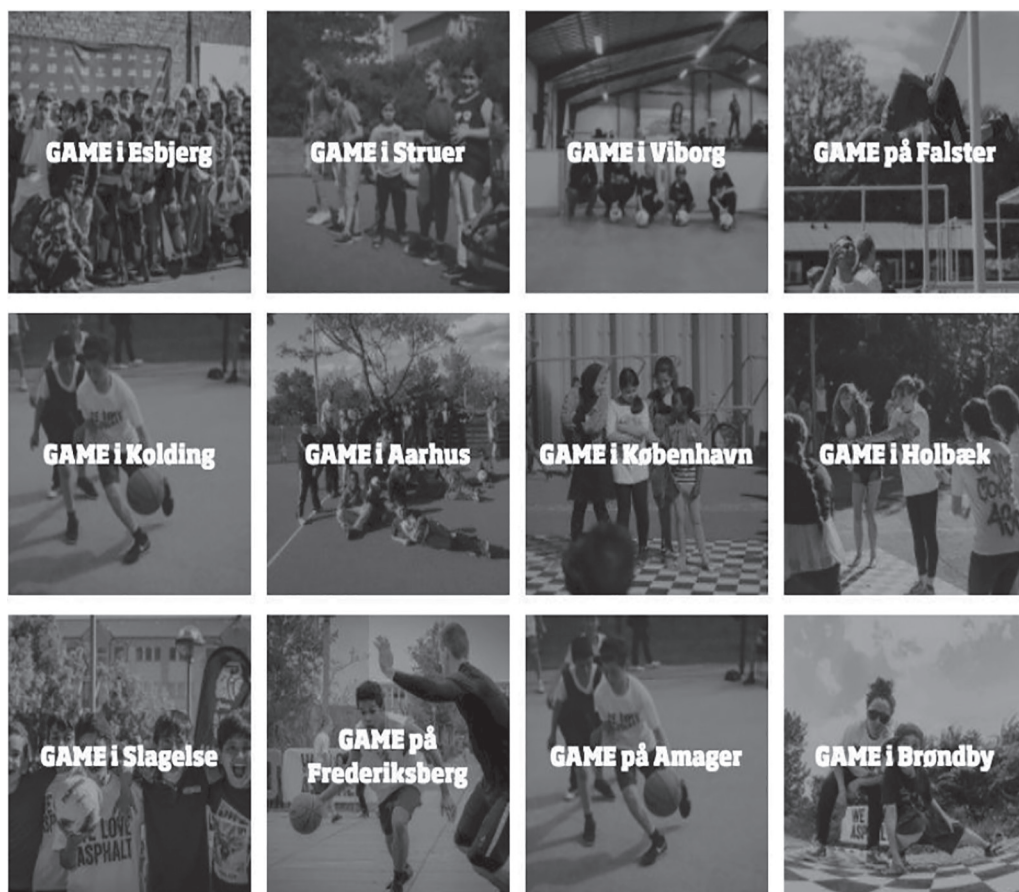 GAME i Esbjerg
GAME i Struer
GAME i Viborg
GAME på Falster
GAME i Kolding
GAME i Aarhus
GAME i København
GAME i Holbæk
GAME i Slagelse
WE LOVE
ASPHALT
GAME på
Frederiksberg
GAME på Amager
GAME i Brøndby